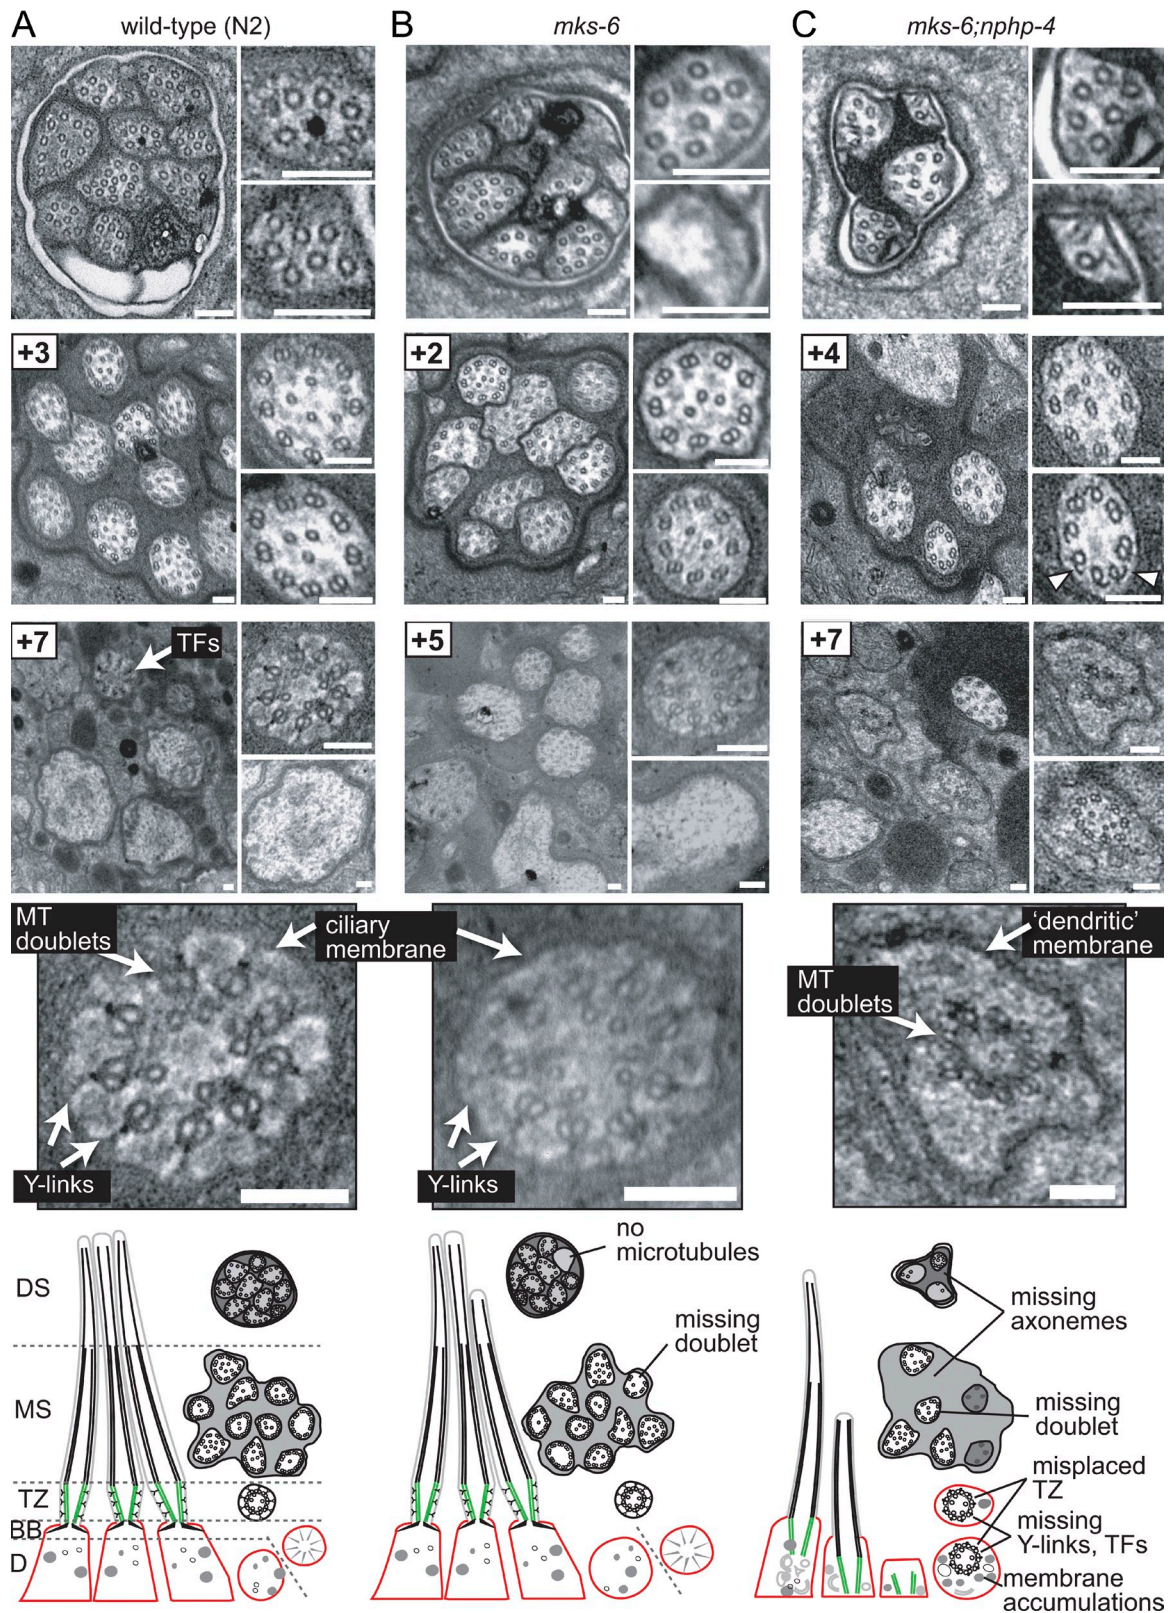 A
wild-type (N2)
B
mks-6
C
mks-6;nphp-4
+3
+2
+4
+7
TFs
+5
+7
MT
doublets
ciliary
membrane
'dendritic'
membrane
MT
doublets
Y-links
Y-links
DS
MS
TZ
BB
D
no
microtubules
missing
doublet
missing
axonemes
missing
doublet
misplaced
TZ
missing
Y-links, TFs
membrane
accumulations